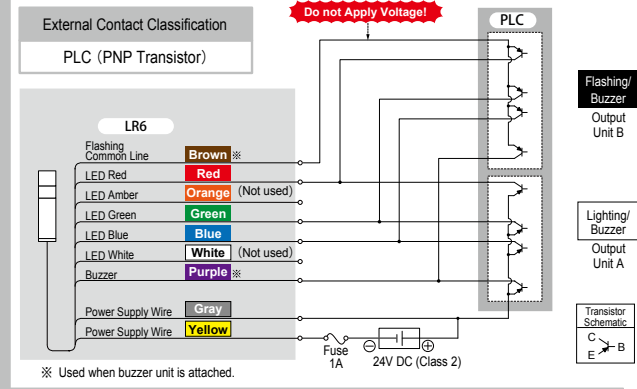 External Contact Classification
PLC (PNP Transistor)
Do not Apply Voltage!
PLC
LR6
Flashing
Common Line
Brown ※
LED Red
Red
LED Amber
Orange (Not used)
LED Green
Green
LED Blue
Blue
LED White
White (Not used)
Buzzer
Purple ※
Power Supply Wire
Gray
Power Supply Wire
Yellow
Fuse
1A
⊖ ⊕
24V DC (Class 2)
※ Used when buzzer unit is attached.
Flashing/
Buzzer
Output
Unit B
Lighting/
Buzzer
Output
Unit A
Transistor
Schematic
C
B
E